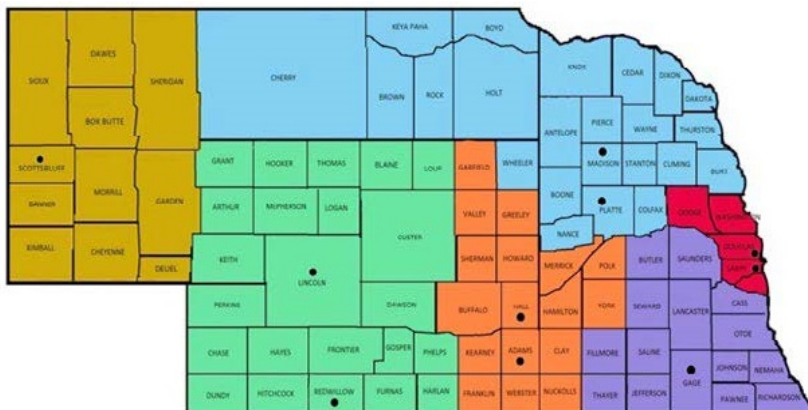 KEYA PAHA
BOYD
SIOUX
DAWES
SHERIDAN
CHERRY
BROWN
ROCK
HOLT
KNOX
CEDAR
DIXON
DAKOTA
BOX BUTTE
ANTELOPE
PIERCE
WAYNE
THURSTON
SCOTTSBLUFF
GRANT
HOOKER
THOMAS
BLAINE
LOUP
GARFIELD
WHEELER
MADISON
STANTON
CUMING
BURT
BANNER
MORRILL
GARDEN
ARTHUR
McPHERSON
LOGAN
CUSTER
VALLEY
GREELEY
BOONE
PLATTE
COLFAX
DODGE
WASHINGTON
NANCE
KIMBALL
CHEYENNE
DEUEL
KEITH
LINCOLN
SHERMAN
HOWARD
MERRICK
POLK
BUTLER
SAUNDERS
DOUGLAS
SARPY
PERKINS
DAWSON
BUFFALO
HALL
HAMILTON
YORK
SEWARD
LANCASTER
CASS
OTOE
CHASE
HAYES
FRONTIER
GOSPER
PHELPS
KEARNEY
ADAMS
CLAY
FILLMORE
SALINE
GAGE
JOHNSON
NEMAHA
DUNDY
HITCHCOCK
REDWILLOW
FURNAS
HARLAN
FRANKLIN
WEBSTER
NUCKOLLS
THAYER
JEFFERSON
PAWNEE
RICHARDSON